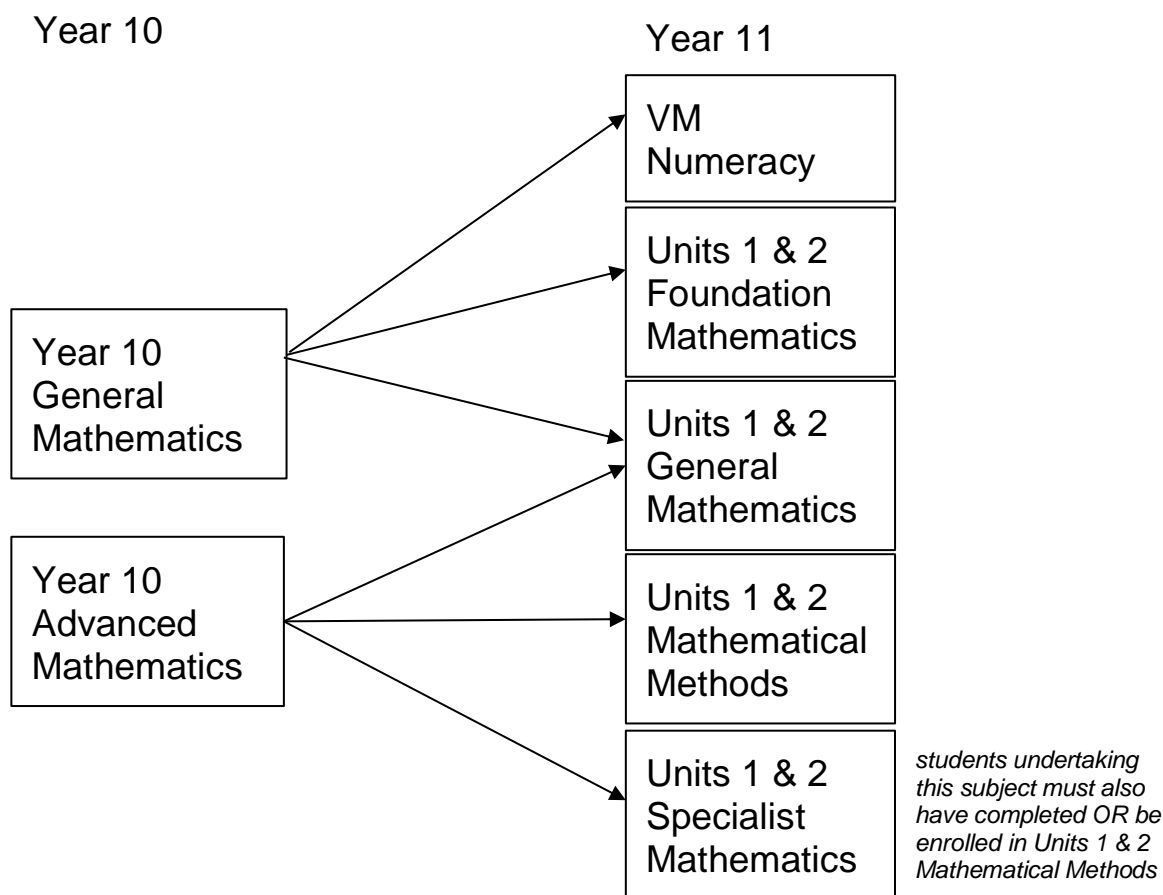 Year 10
Year 11
VM
Numeracy
Units 1 & 2
Foundation
Mathematics
Year 10
General
Mathematics
Units 1 & 2
General
Mathematics
Year 10
Advanced
Mathematics
Units 1 & 2
Mathematical
Methods
Units 1 & 2
Specialist
Mathematics
students undertaking
this subject must also
have completed OR be
enrolled in Units 1 & 2
Mathematical Methods